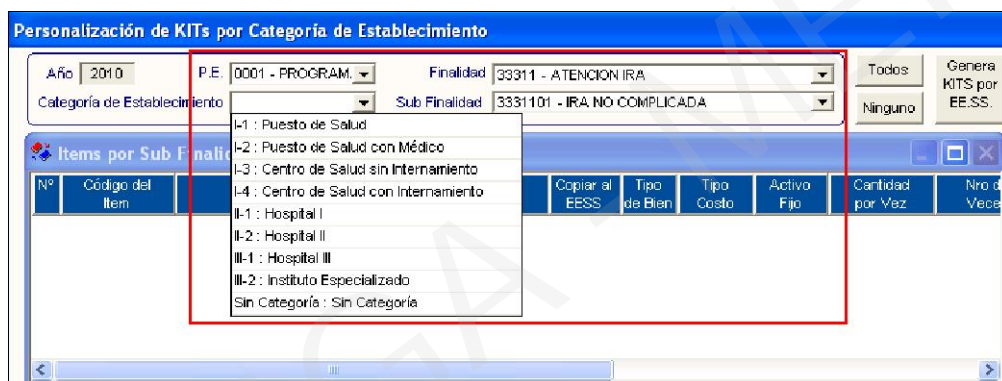 Personalización de KITs por Categoría de Establecimiento
Año 2010 P.E. 0001 - PROGRAM. Finalidad 33311 - ATENCION IRA Todos Genera KITS por EE.SS.
Categoría de Establecimiento Sub Finalidad 3331101 - IRA NO COMPLICADA Ninguno
I-1 : Puesto de Salud
I-2 : Puesto de Salud con Médico
I-3 : Centro de Salud sin Internamiento
I-4 : Centro de Salud con Internamiento
II-1 : Hospital I
II-2 : Hospital II
III-1 : Hospital III
III-2 : Instituto Especializado
Sin Categoría : Sin Categoría
Items por Sub Finalid
Nº Código del Item Copiar al EESS Tipo de Bien Tipo Costo Activo Fijo Cantidad por Vez Nro d Vece